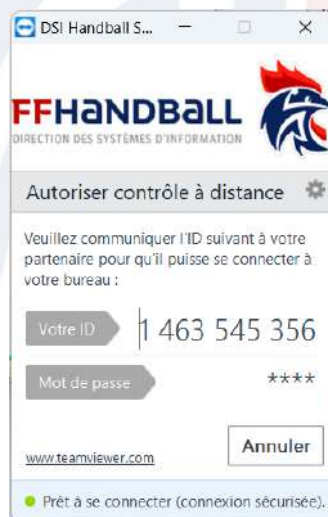 DSI Handball S...
FFHANDBALL
DIRECTION DES SYSTÈMES D'INFORMATION
Autoriser contrôle à distance
Veuillez communiquer l'ID suivant à votre
partenaire pour qu'il puisse se connecter à
votre bureau :
Votre ID 1 463 545 356
Mot de passe ****
www.teamviewer.com Annuler
Prêt à se connecter (connexion sécurisée).